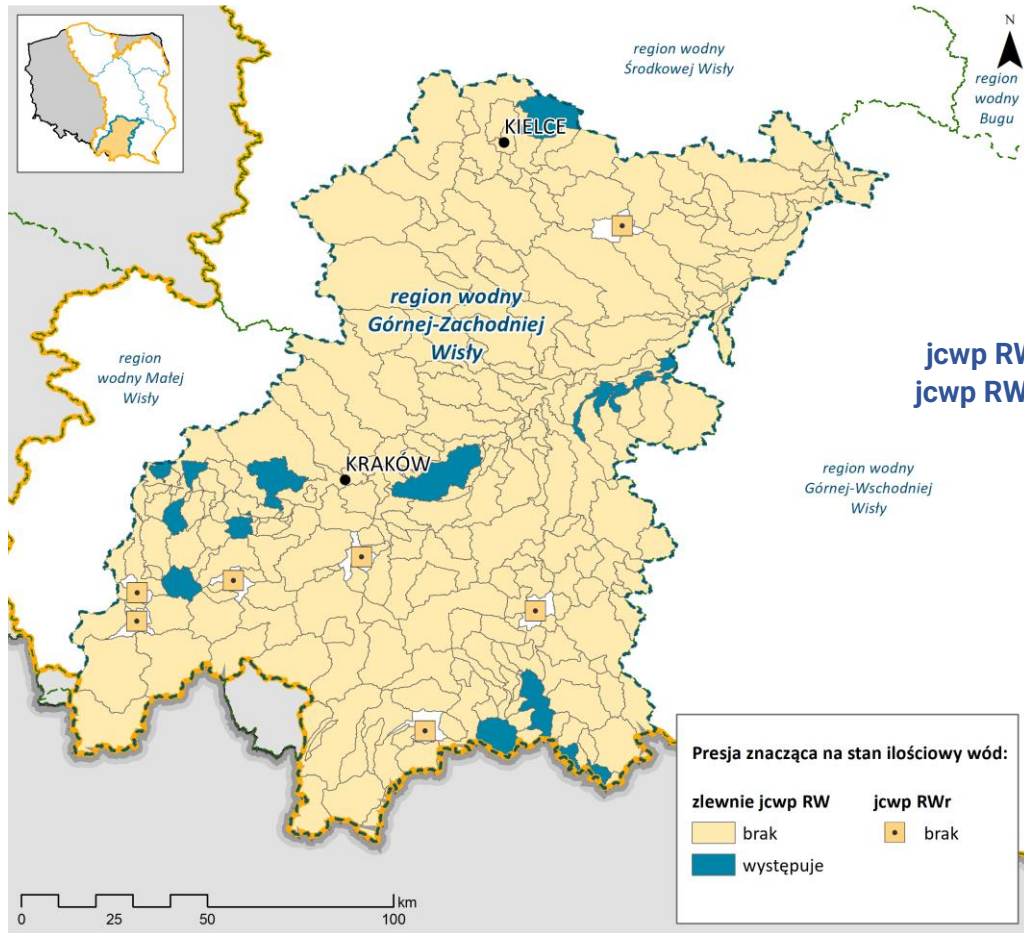 N
region wodny
Środkowej Wisły
region
wodny
Bugu
KIELCE
region wodny
Górnej-Zachodniej
Wisły
region
wodny Małej
Wisły
jcwp RW
jcwp RW
KRAKÓW
region wodny
Górnej-Wschodniej
Wisły
Presja znacząca na stan ilościowy wód:
zlewnie jcwp RW jcwp RWr
brak brak
występuje
km
0 25 50 100